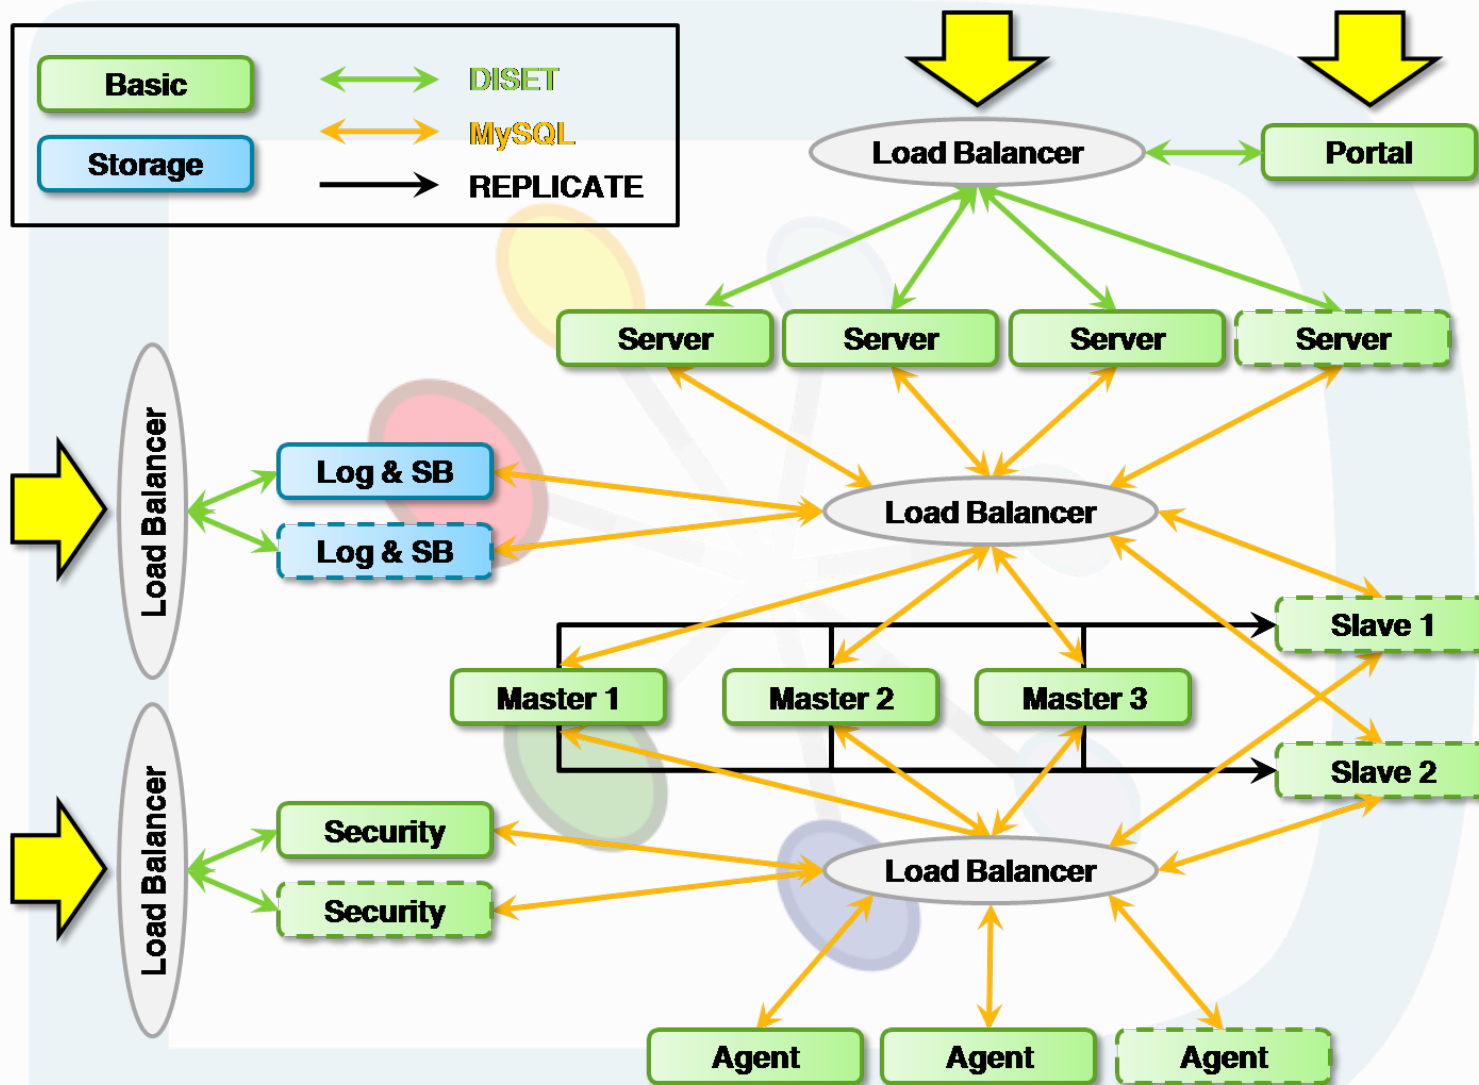 Basic
DISET
MySQL
Storage
REPLICATE
Load Balancer
Portal
Server
Server
Server
Server
Load Balancer
Log & SB
Log & SB
Load Balancer
Slave 1
Master 1
Master 2
Master 3
Slave 2
Load Balancer
Security
Security
Load Balancer
Agent
Agent
Agent